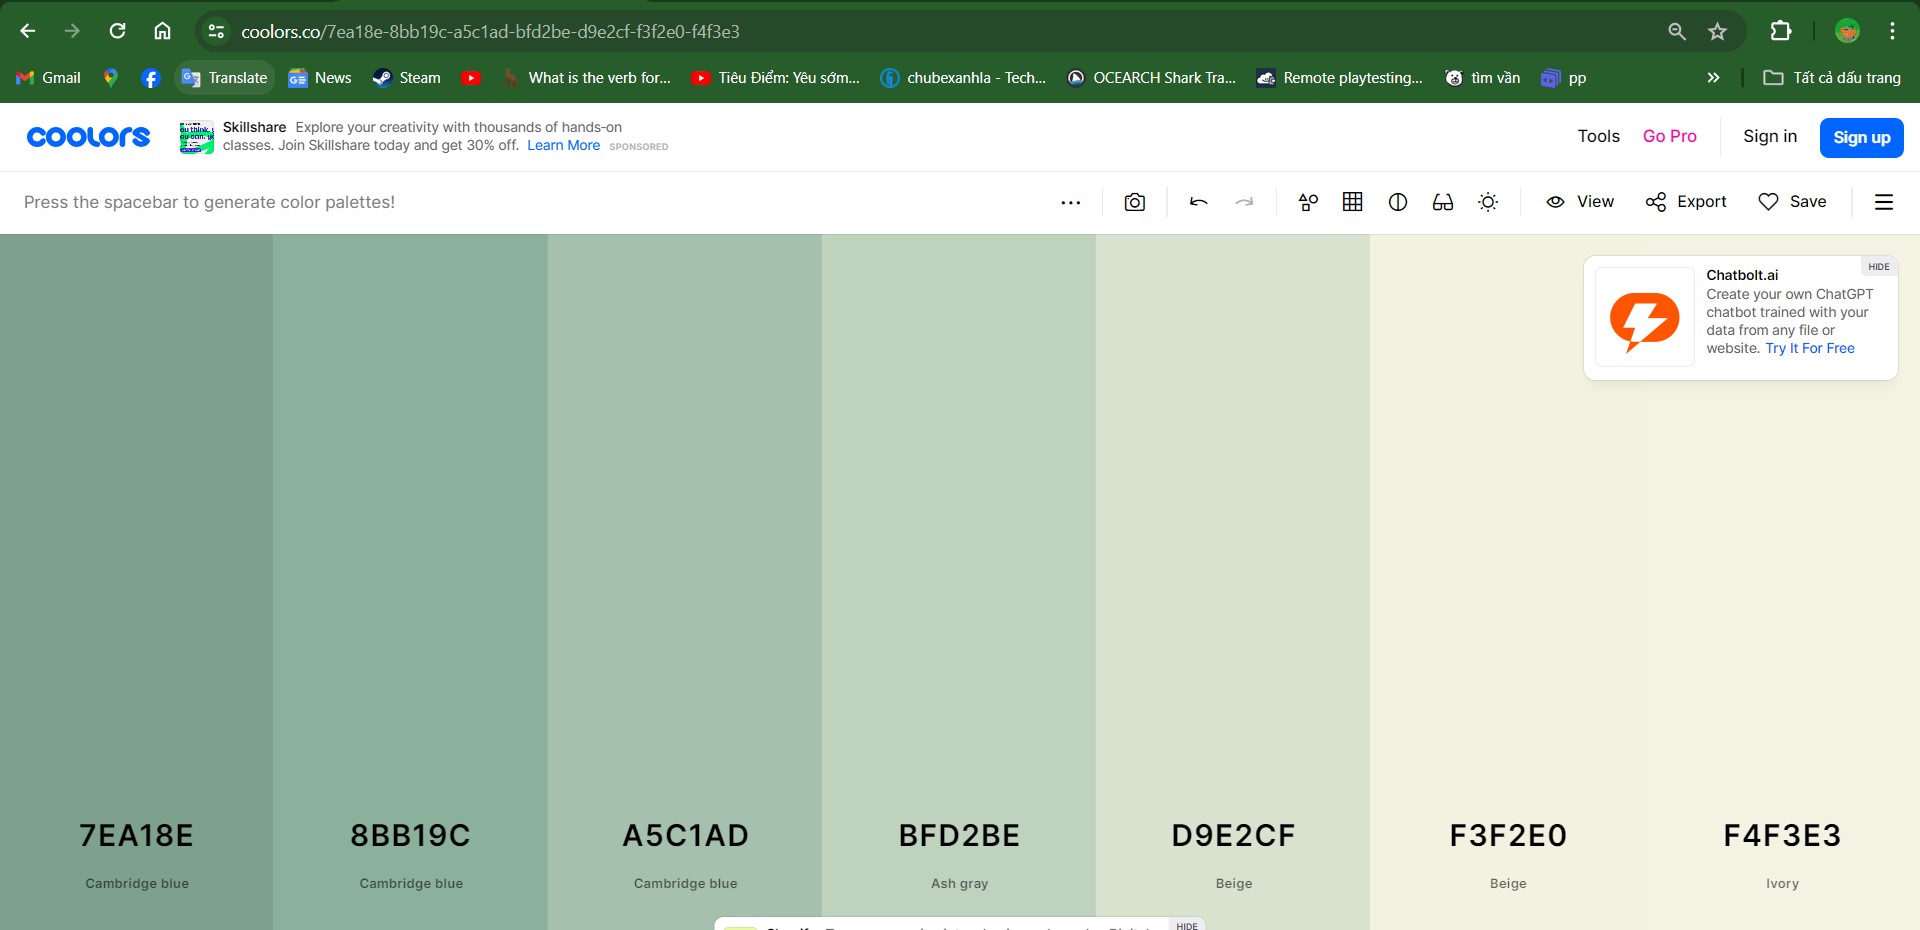 coolors.co/7ea18e-8bb19c-a5c1ad-bfd2be-d9e2cf-f3f2e0-f4f3e3
Gmail Translate News Steam What is the verb for... Tiêu Điểm: Yêu sớm... chubexanhla - Tech... OCEARCH Shark Tra... Remote playtesting... tìm vần pp » Tất cả dấu trang
coolors
Skillshare Explore your creativity with thousands of hands-on
classes. Join Skillshare today and get 30% off. Learn More SPONSORED
Tools Go Pro Sign in Sign up
Press the spacebar to generate color palettes!
View Export Save
HIDE
Chatbolt.ai
Create your own ChatGPT
chatbot trained with your
data from any file or
website. Try It For Free
7EA18E 8BB19C A5C1AD BFD2BE D9E2CF F3F2E0 F4F3E3
Cambridge blue Cambridge blue Cambridge blue Ash gray Beige Beige Ivory
HIDE